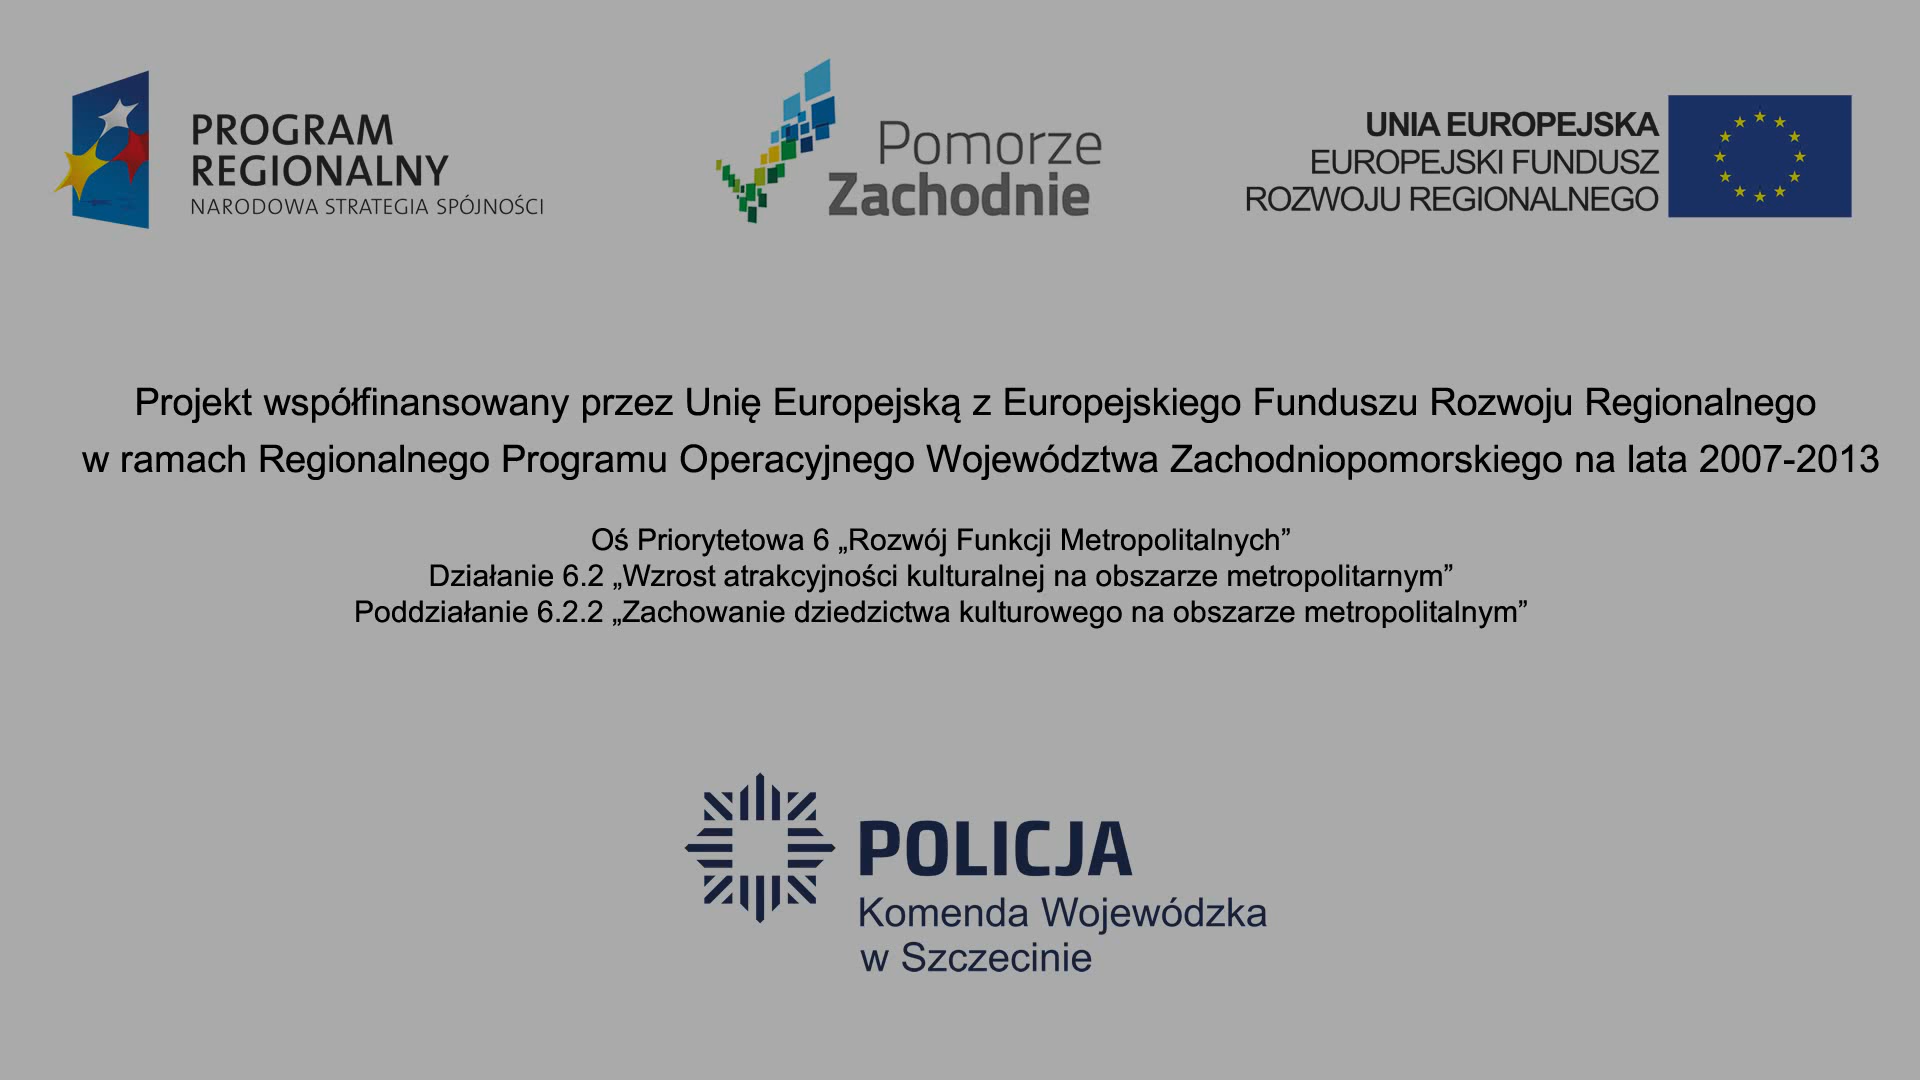 PROGRAM
REGIONALNY
NARODOWA STRATEGIA SPÓJNOŚCI
Pomorze
Zachodnie
UNIA EUROPEJSKA
EUROPEJSKI FUNDUSZ
ROZWOJU REGIONALNEGO
Projekt współfinansowany przez Unię Europejską z Europejskiego Funduszu Rozwoju Regionalnego
w ramach Regionalnego Programu Operacyjnego Województwa Zachodniopomorskiego na lata 2007-2013
Oś Priorytetowa 6 „Rozwój Funkcji Metropolitalnych”
Działanie 6.2 „Wzrost atrakcyjności kulturalnej na obszarze metropolitarnym”
Poddziałanie 6.2.2 „Zachowanie dziedzictwa kulturowego na obszarze metropolitalnym”
POLICJA
Komenda Wojewódzka
w Szczecinie